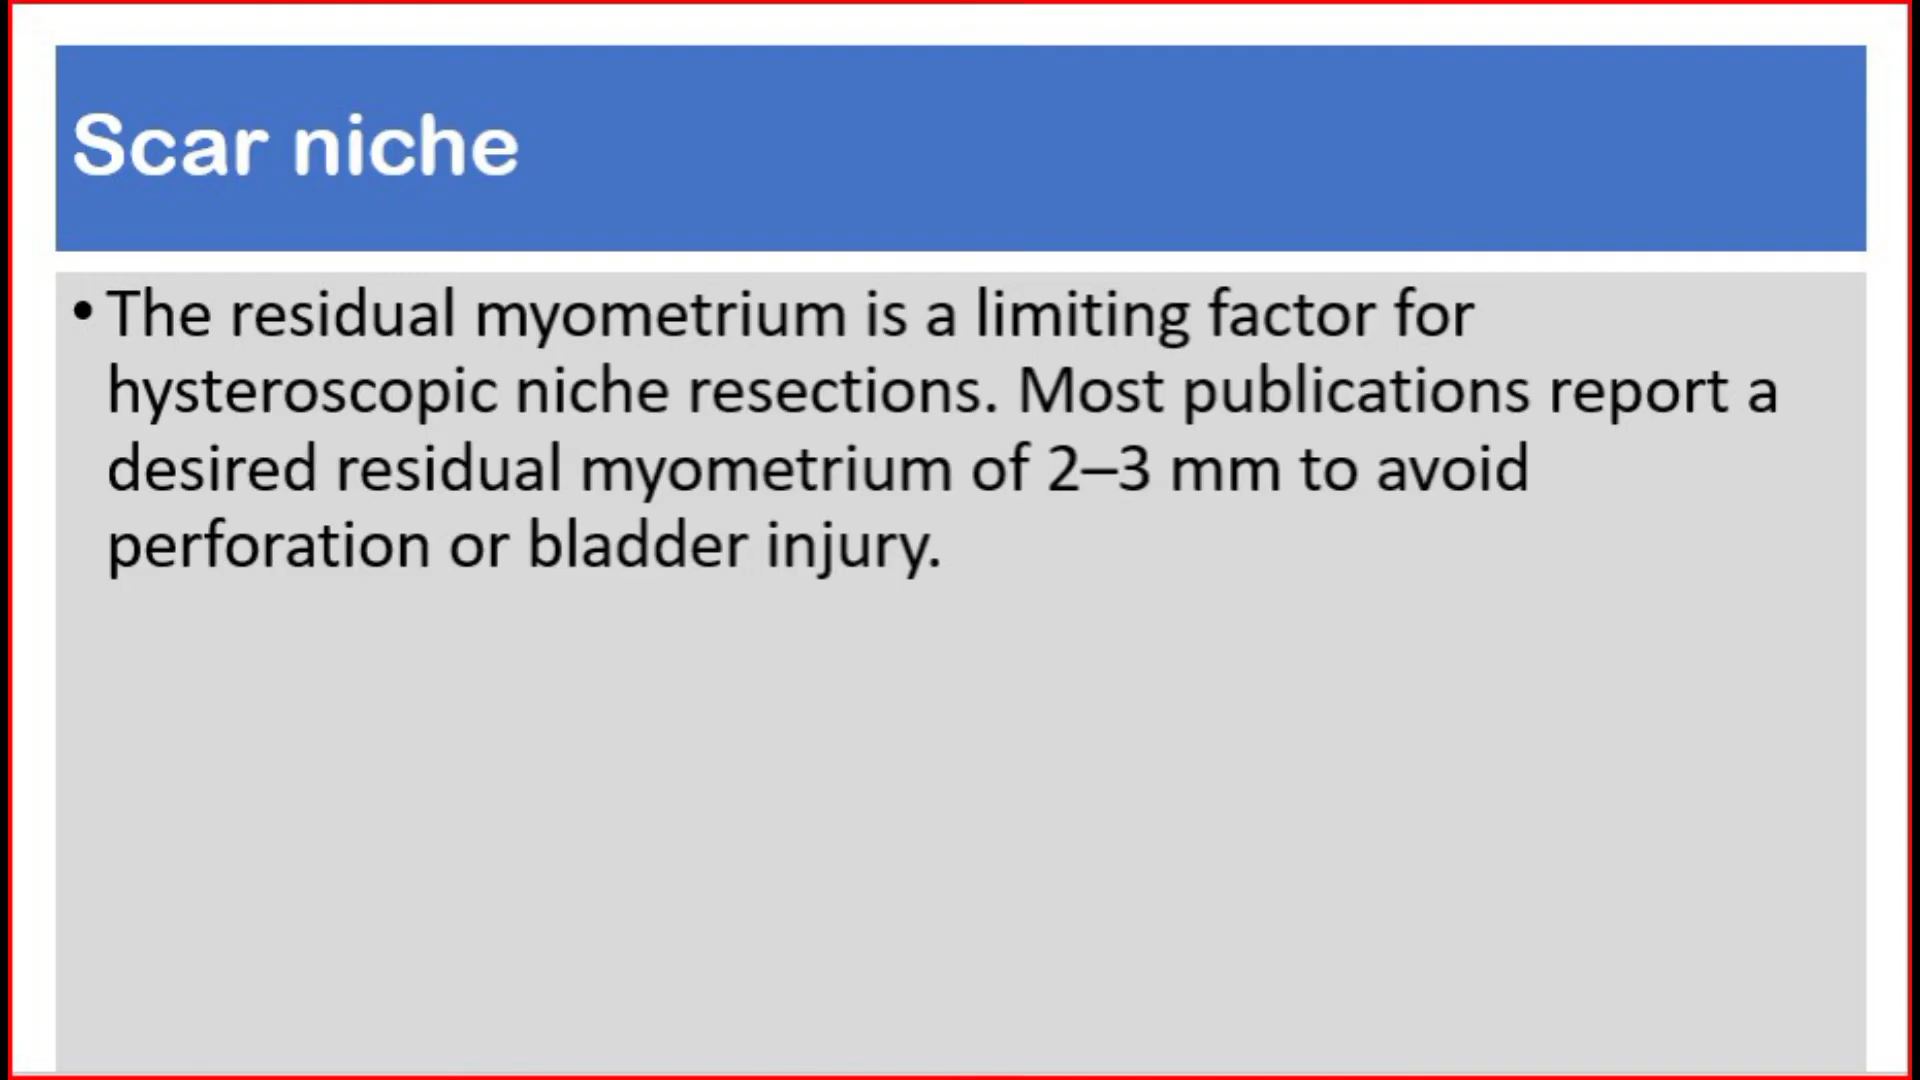 Scar niche
• The residual myometrium is a limiting factor for
hysteroscopic niche resections. Most publications report a
desired residual myometrium of 2–3 mm to avoid
perforation or bladder injury.